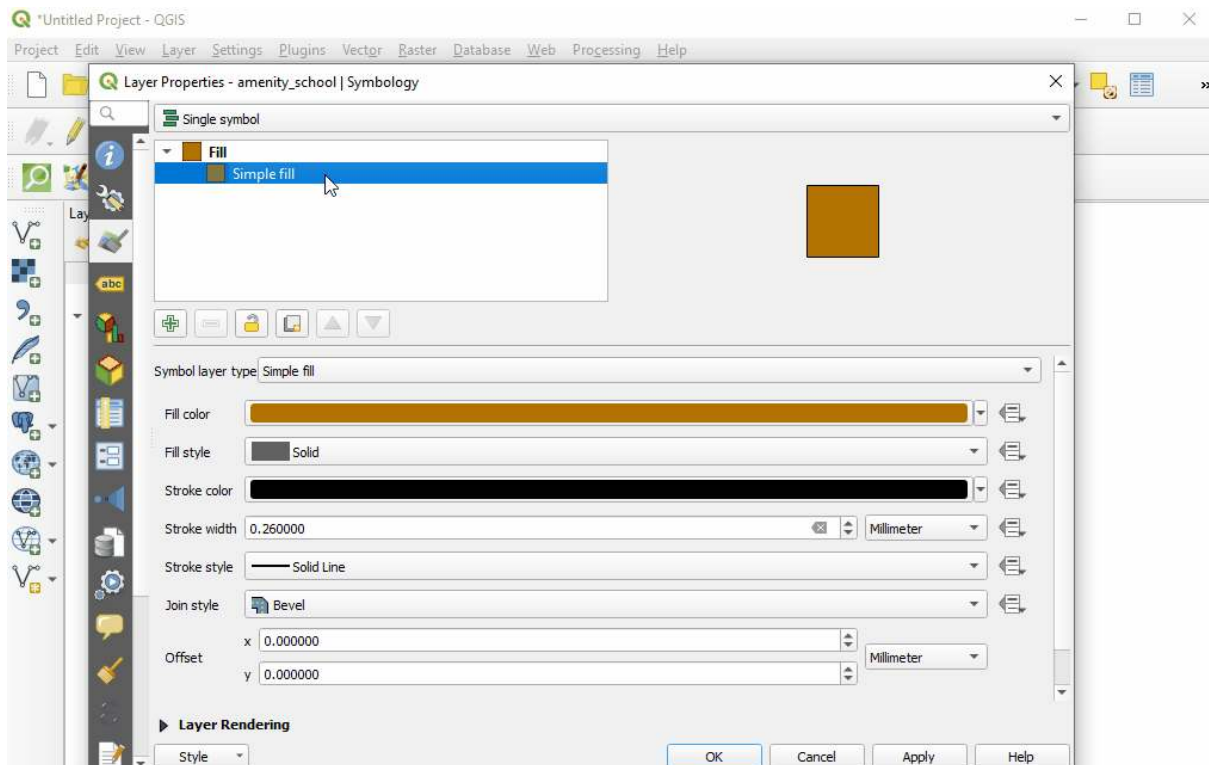 *Untitled Project - QGIS
Project Edit View Layer Settings Plugins Vector Raster Database Web Processing Help
Layer Properties - amenity_school | Symbology
Single symbol
Fill
Simple fill
Lay
abc
Symbol layer type Simple fill
Fill color
Fill style Solid
Stroke color
Stroke width 0.260000 Millimeter
Stroke style Solid Line
Join style Bevel
Offset x 0.000000 Millimeter
y 0.000000
Layer Rendering
Style OK Cancel Apply Help